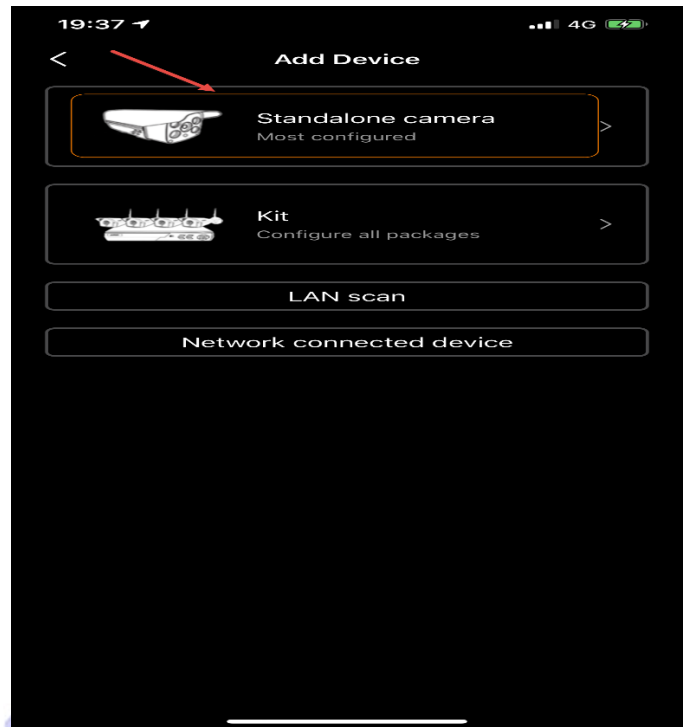 19:37 4G
Add Device
Standalone camera
Most configured
Kit
Configure all packages
LAN scan
Network connected device